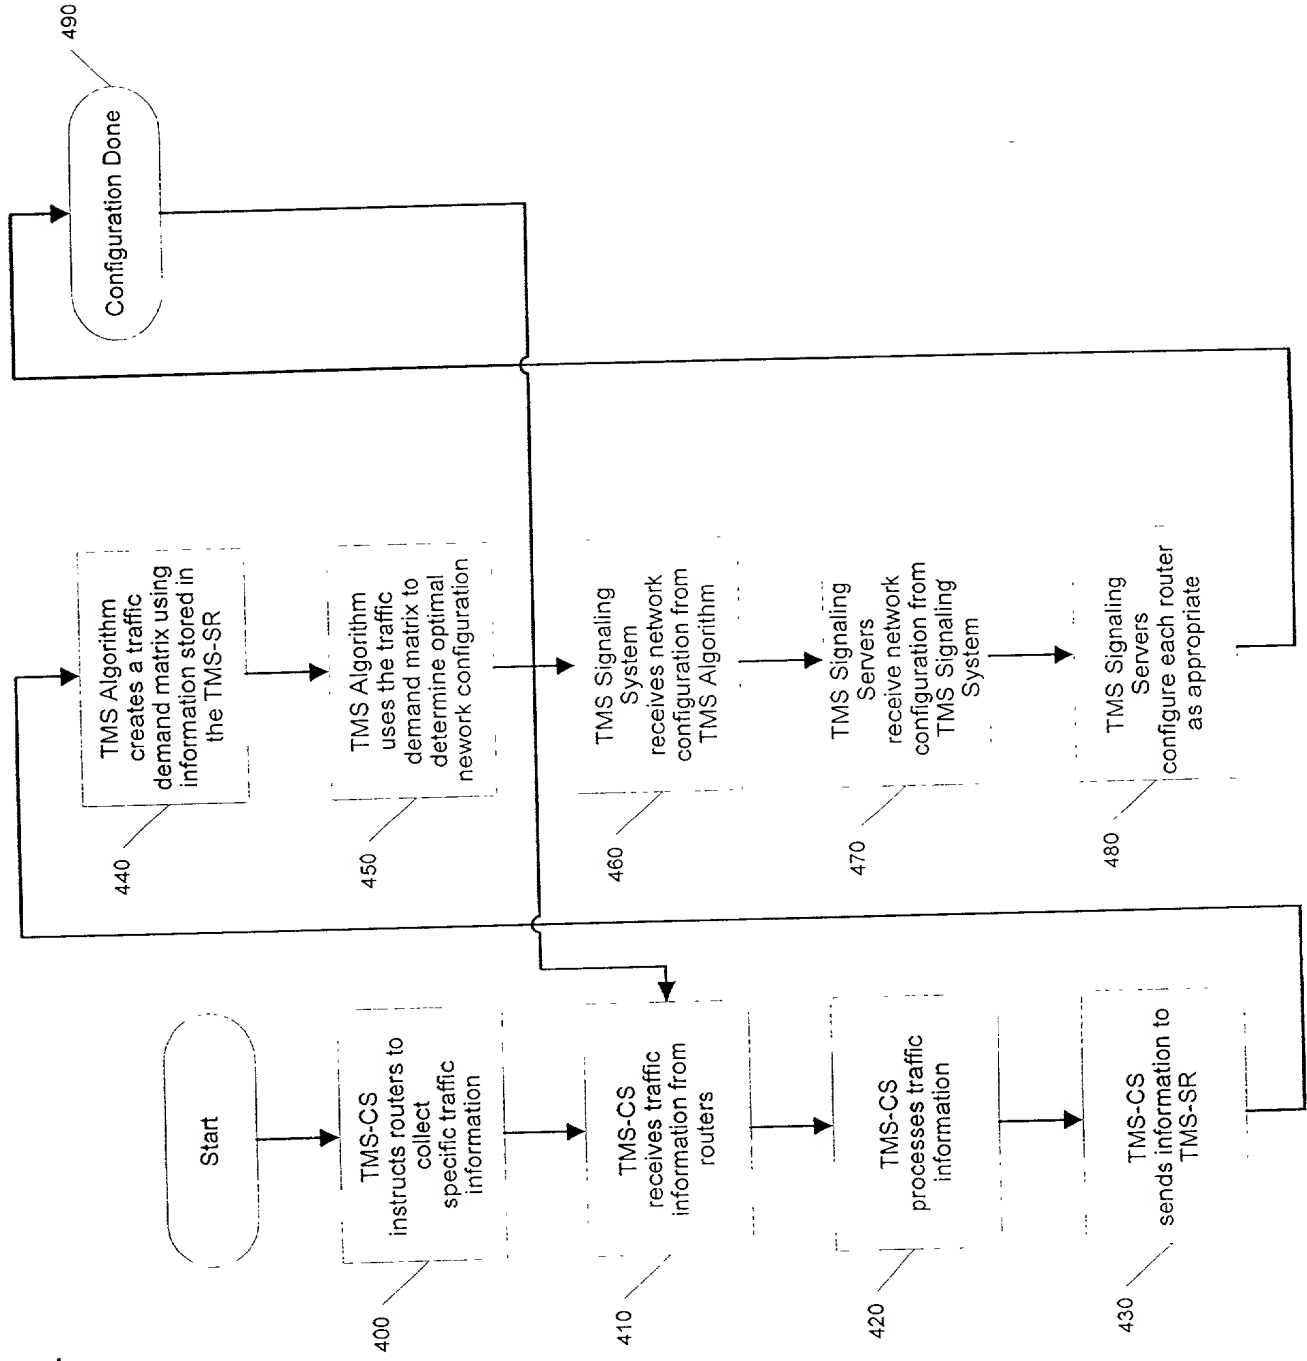 Start
TMS-CS
instructs routers to
collect
specific traffic
information
400
TMS-CS
receives traffic
information from
routers
410
TMS-CS
processes traffic
information
420
TMS-CS
sends information to
TMS-SR
430
TMS Algorithm
creates a traffic
demand matrix using
information stored in
the TMS-SR
440
TMS Algorithm
uses the traffic
demand matrix to
determine optimal
nework configuration
450
TMS Signaling
System
receives network
configuration from
TMS Algorithm
460
TMS Signaling
Servers
receive network
configuration from
TMS Signaling
System
470
TMS Signaling
Servers
configure each router
as appropriate
480
Configuration Done
490